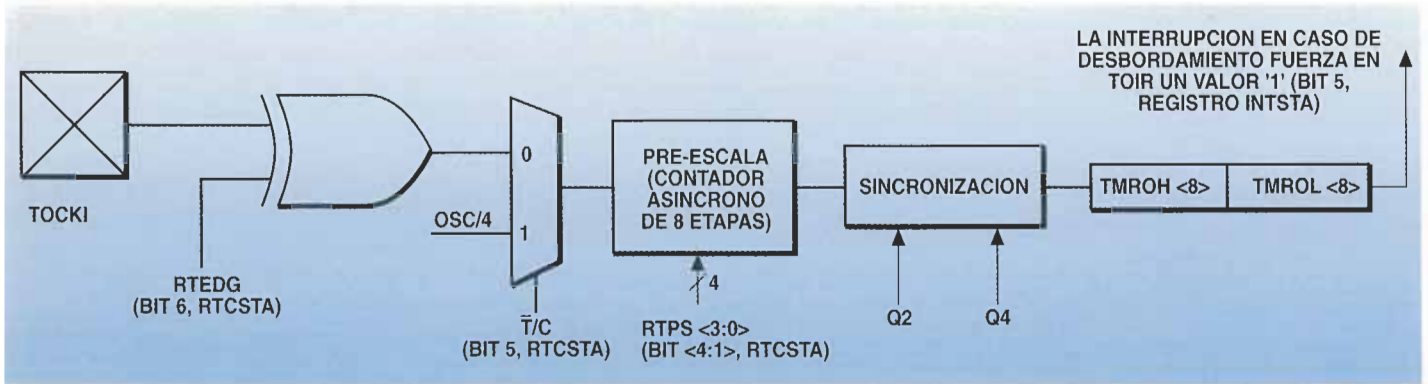 LA INTERRUPCION EN CASO DE
DESBORDAMIENTO FUERZA EN
TOIR UN VALOR '1' (BIT 5,
REGISTRO INTSTA)
TOCKI
RTEDG
(BIT 6, RTCSTA)
0
OSC/4
1
T̅/C
(BIT 5, RTCSTA)
PRE-ESCALA
(CONTADOR
ASINCRONO
DE 8 ETAPAS)
4
RTPS <3:0>
(BIT <4:1>, RTCSTA)
SINCRONIZACION
Q2
Q4
TMROH <8>
TMROL <8>